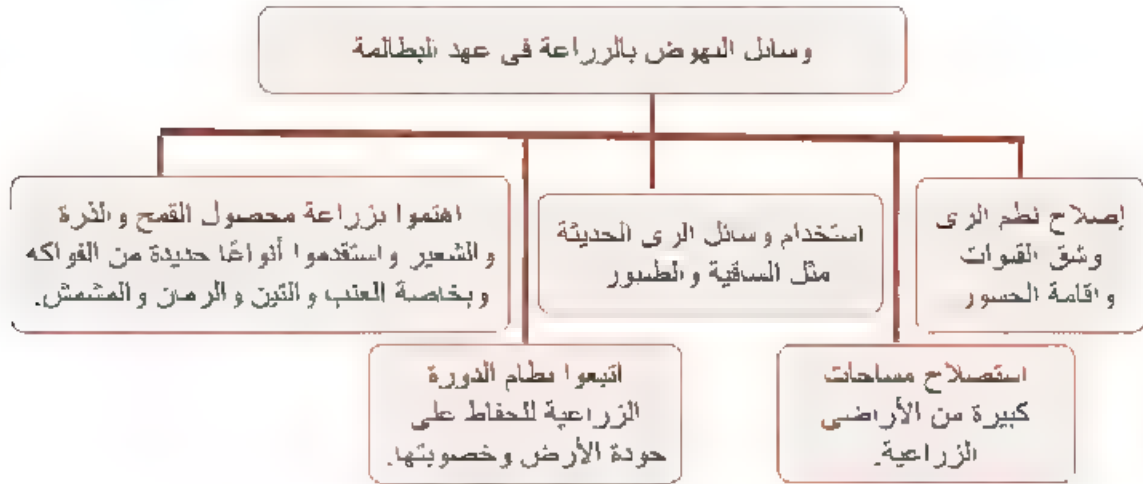 وسائل النهوض بالزراعة فى عهد البطالمة
إصلاح نظم الرى
وشق القنوات
وإقامة الجسور
استخدام وسائل الرى الحديثة
مثل الساقية والطنبور
اهتموا بزراعة محصول القمح والذرة
والشعير واستقدموا أنواعًا جديدة من الفواكه
وبخاصة العنب والتين والرمان والمشمش.
استصلاح مساحات
كبيرة من الأراضى
الزراعية.
اتبعوا نظام الدورة
الزراعية للحفاظ على
جودة الأرض وخصوبتها.